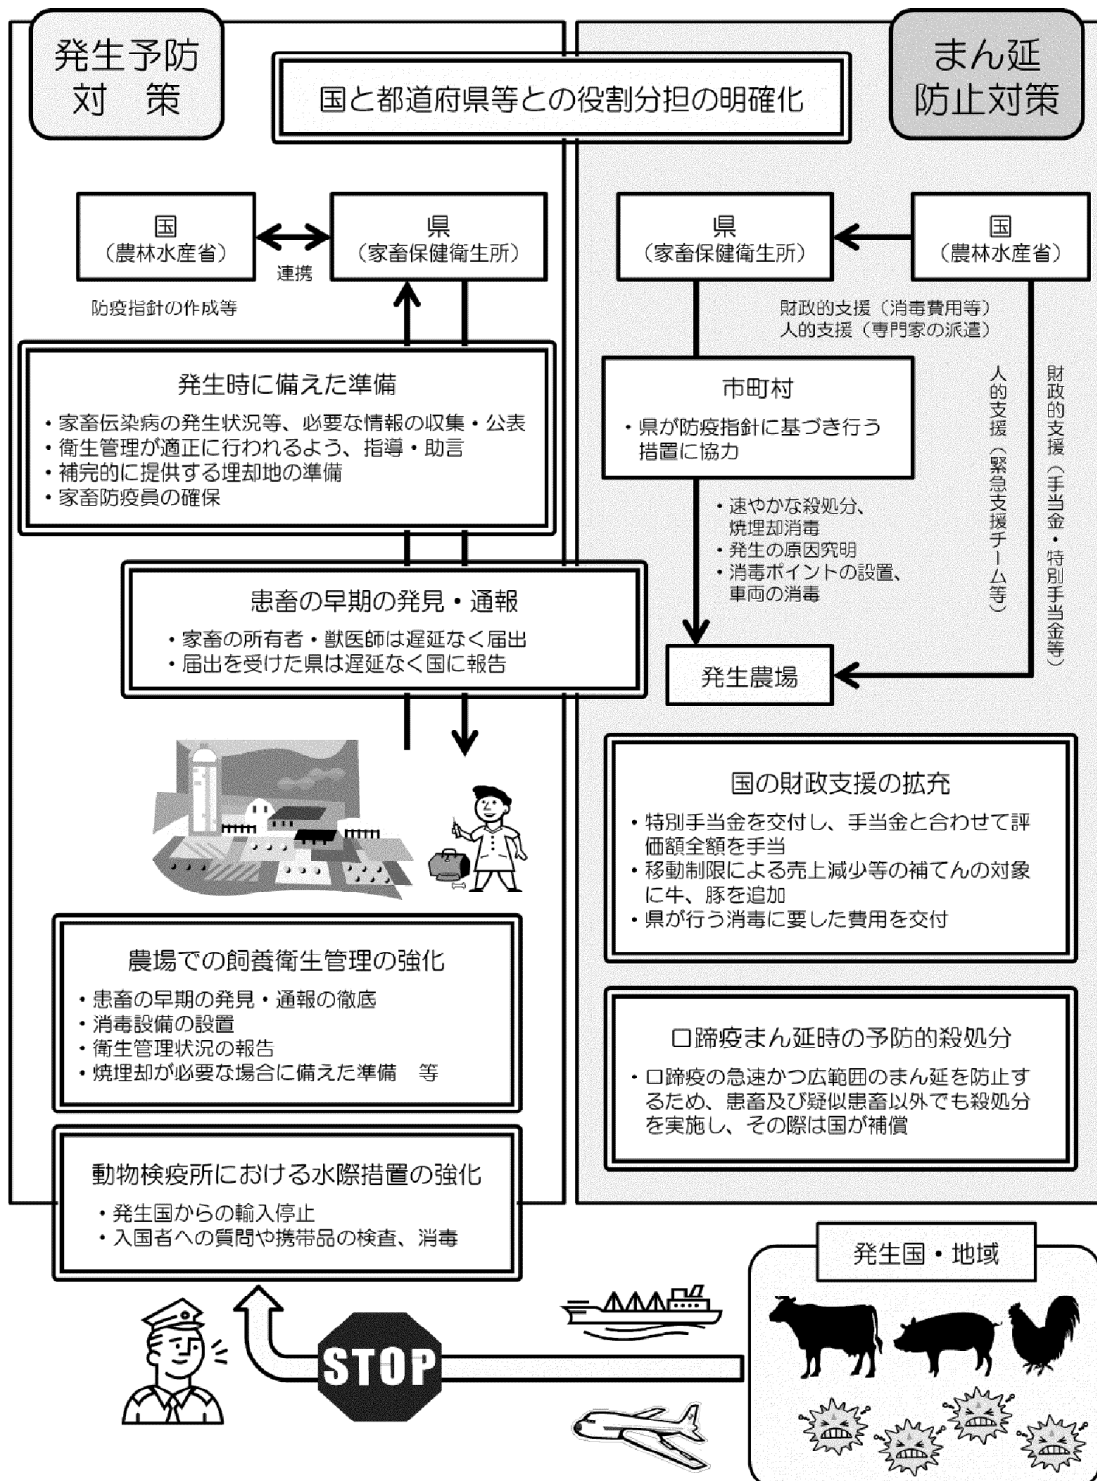 発生予防
対　策
まん延
防止対策
国と都道府県等との役割分担の明確化
国
（農林水産省）
連携
県
（家畜保健衛生所）
防疫指針の作成等
発生時に備えた準備
・家畜伝染病の発生状況等、必要な情報の収集・公表
・衛生管理が適正に行われるよう、指導・助言
・補完的に提供する埋却地の準備
・家畜防疫員の確保
患畜の早期の発見・通報
・家畜の所有者・獣医師は遅延なく届出
・届出を受けた県は遅延なく国に報告
農場での飼養衛生管理の強化
・患畜の早期の発見・通報の徹底
・消毒設備の設置
・衛生管理状況の報告
・焼埋却が必要な場合に備えた準備　等
動物検疫所における水際措置の強化
・発生国からの輸入停止
・入国者への質問や携帯品の検査、消毒
県
（家畜保健衛生所）
国
（農林水産省）
財政的支援（消毒費用等）
人的支援（専門家の派遣）
市町村
・県が防疫指針に基づき行う
措置に協力
・速やかな殺処分、
焼埋却消毒
・発生の原因究明
・消毒ポイントの設置、
車両の消毒
財政的支援（手当金・特別手当金等）
人的支援（緊急支援チーム等）
発生農場
国の財政支援の拡充
・特別手当金を交付し、手当金と合わせて評
価額全額を手当
・移動制限による売上減少等の補てんの対象
に牛、豚を追加
・県が行う消毒に要した費用を交付
口蹄疫まん延時の予防的殺処分
・口蹄疫の急速かつ広範囲のまん延を防止す
るため、患畜及び疑似患畜以外でも殺処分
を実施し、その際は国が補償
発生国・地域
STOP